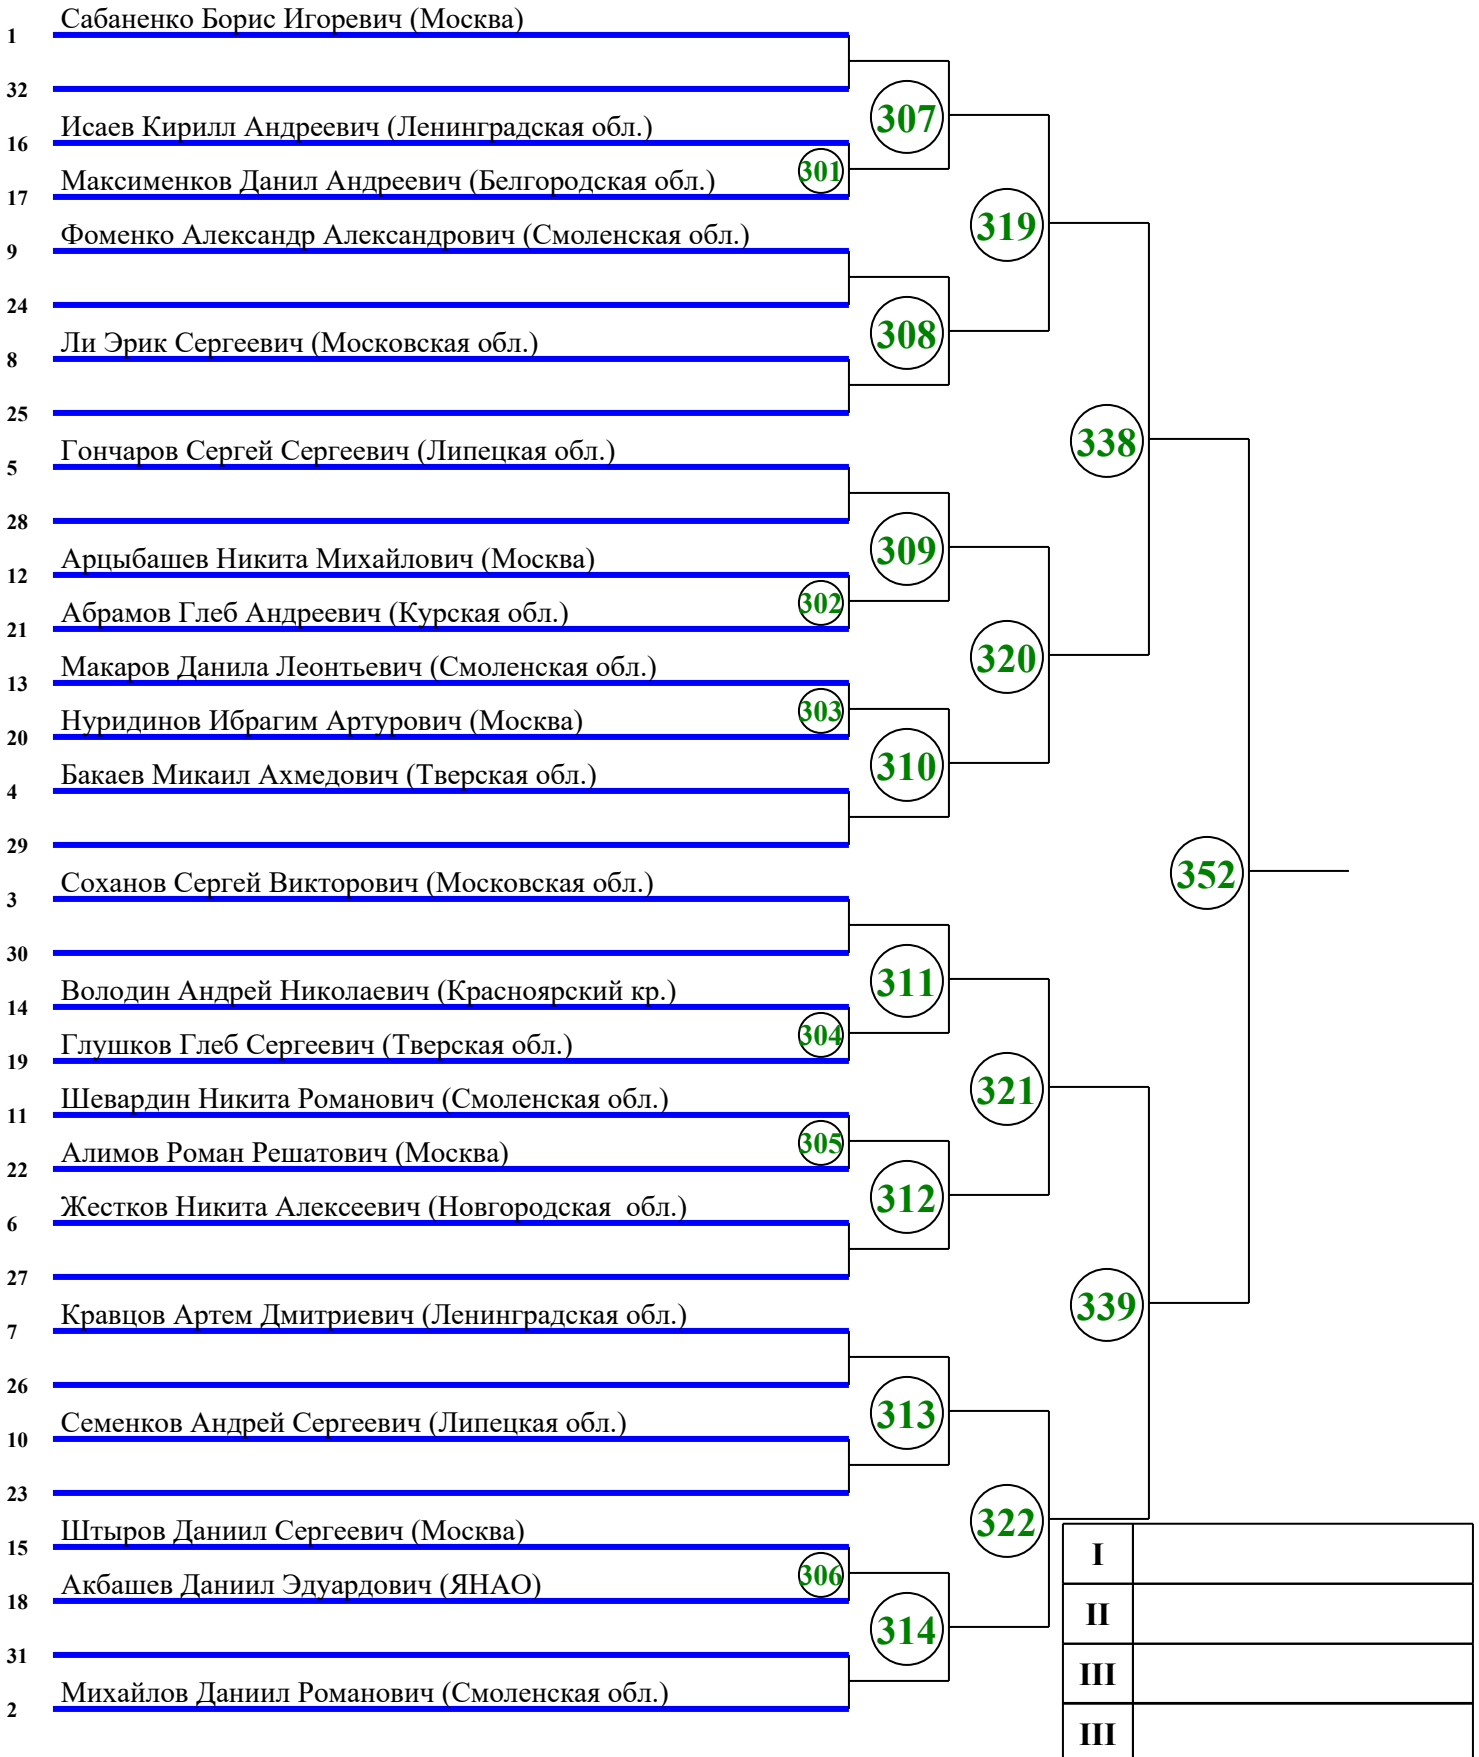 Сабаненко Борис Игоревич (Москва)
1
32
Исаев Кирилл Андреевич (Ленинградская обл.)
16
307
Максименков Данил Андреевич (Белгородская обл.)
17
301
Фоменко Александр Александрович (Смоленская обл.)
9
319
24
Ли Эрик Сергеевич (Московская обл.)
8
308
25
Гончаров Сергей Сергеевич (Липецкая обл.)
5
338
28
Арцыбашев Никита Михайлович (Москва)
12
309
Абрамов Глеб Андреевич (Курская обл.)
21
302
Макаров Данила Леонтьевич (Смоленская обл.)
13
320
Нуридинов Ибрагим Артурович (Москва)
20
303
Бакаев Микаил Ахмедович (Тверская обл.)
4
310
29
Соханов Сергей Викторович (Московская обл.)
3
352
30
Володин Андрей Николаевич (Красноярский кр.)
14
311
Глушков Глеб Сергеевич (Тверская обл.)
19
304
Шевардин Никита Романович (Смоленская обл.)
11
321
Алимов Роман Решатович (Москва)
22
305
Жестков Никита Алексеевич (Новгородская  обл.)
6
312
27
Кравцов Артем Дмитриевич (Ленинградская обл.)
7
339
26
Семенков Андрей Сергеевич (Липецкая обл.)
10
313
23
Штыров Даниил Сергеевич (Москва)
15
322
Акбашев Даниил Эдуардович (ЯНАО)
18
306
31
314
Михайлов Даниил Романович (Смоленская обл.)
2
I
II
III
III